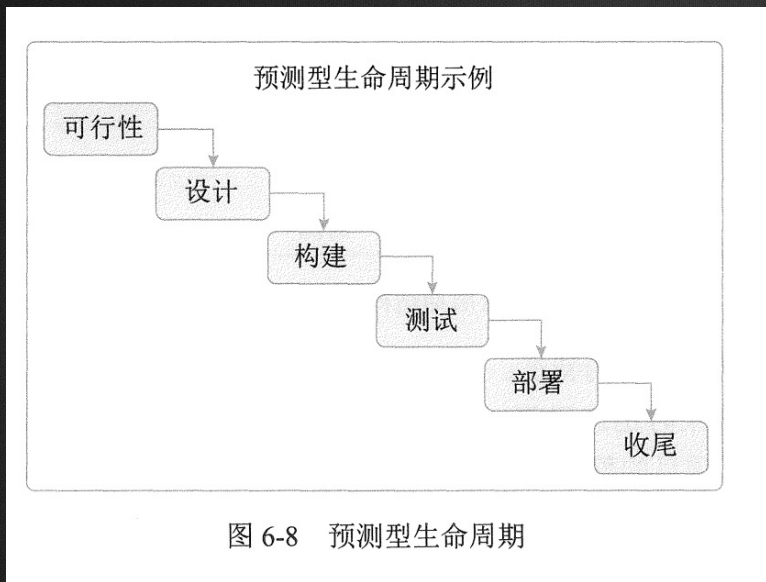 预测型生命周期示例
可行性
设计
构建
测试
部署
收尾
图 6-8 预测型生命周期